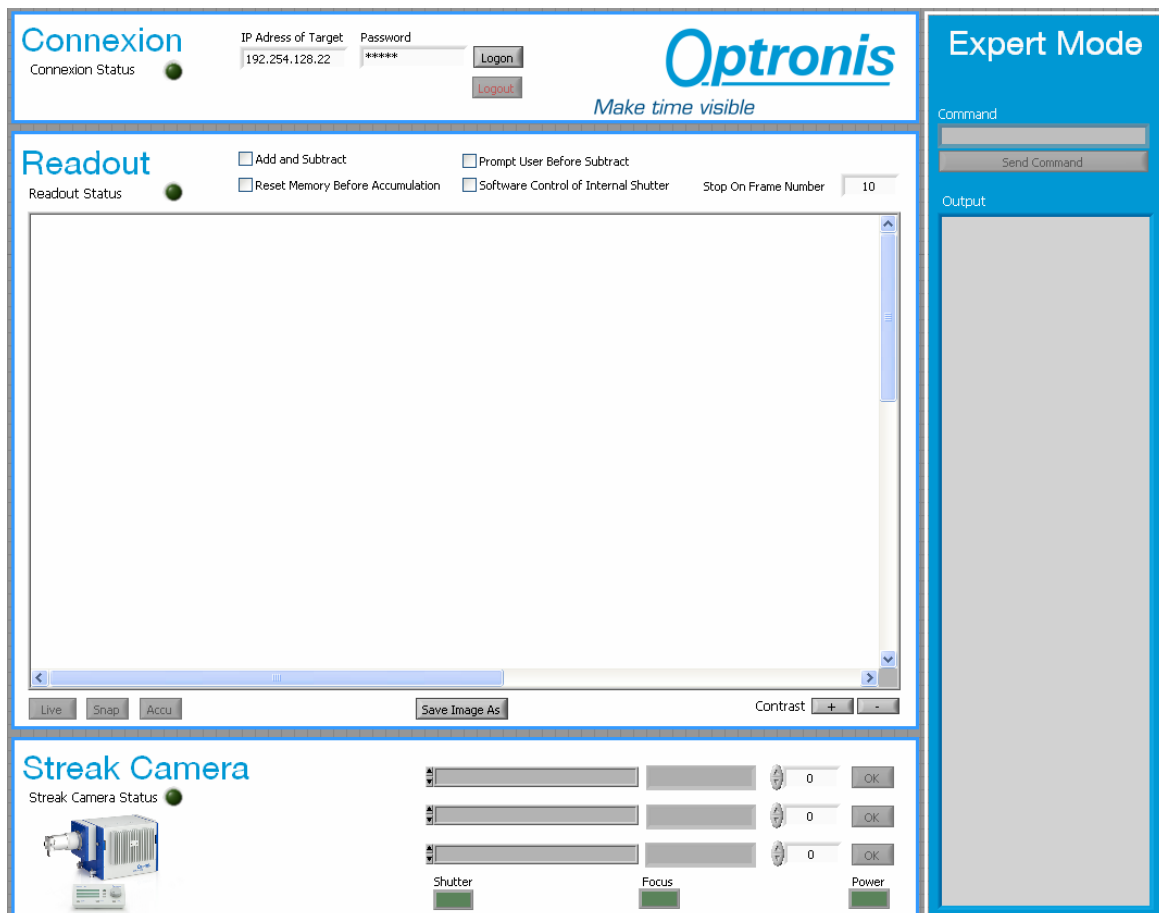 Connexion
Connexion Status
IP Adress of Target
Password
192.254.128.22
*****
Logon
Logout
Optronis
Make time visible
Readout
Readout Status
Add and Subtract
Prompt User Before Subtract
Reset Memory Before Accumulation
Software Control of Internal Shutter
Stop On Frame Number
10
Live
Snap
Accu
Save Image As
Contrast
+
-
Streak Camera
Streak Camera Status
0
OK
0
OK
0
OK
Shutter
Focus
Power
Expert Mode
Command
Send Command
Output